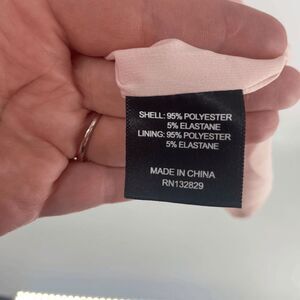 SHELL: 95% POLYESTER
5% ELASTANE
LINING: 95% POLYESTER
5% ELASTANE
MADE IN CHINA
RN132829